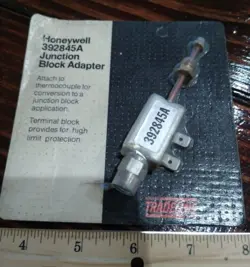 Honeywell
392845A
Junction
Block Adapter
Attach to
thermocouple for
conversion to a
junction block
application.
Terminal block
provides for high
limit protection.
392845A
4 5 6 7 8